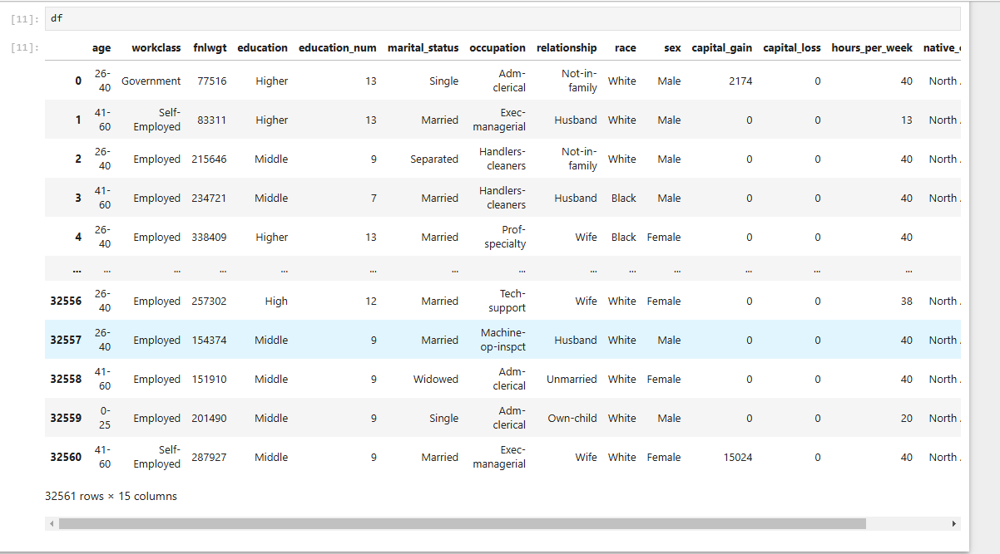 [11]: df
[11]:
age workclass fnlwgt education education_num marital_status occupation relationship race sex capital_gain capital_loss hours_per_week native_
0 26-40 Government 77516 Higher 13 Single Adm-clerical Not-in-family White Male 2174 0 40 North
1 41-60 Self-Employed 83311 Higher 13 Married Exec-managerial Husband White Male 0 0 13 North
2 26-40 Employed 215646 Middle 9 Separated Handlers-cleaners Not-in-family White Male 0 0 40 North
3 41-60 Employed 234721 Middle 7 Married Handlers-cleaners Husband Black Male 0 0 40 North
4 26-40 Employed 338409 Higher 13 Married Prof-specialty Wife Black Female 0 0 40
... ... ... ... ... ... ... ... ... ... ... ... ... ...
32556 26-40 Employed 257302 High 12 Married Tech-support Wife White Female 0 0 38 North
32557 26-40 Employed 154374 Middle 9 Married Machine-op-inspct Husband White Male 0 0 40 North
32558 41-60 Employed 151910 Middle 9 Widowed Adm-clerical Unmarried White Female 0 0 40 North
32559 0-25 Employed 201490 Middle 9 Single Adm-clerical Own-child White Male 0 0 20 North
32560 41-60 Self-Employed 287927 Middle 9 Married Exec-managerial Wife White Female 15024 0 40 North
32561 rows × 15 columns